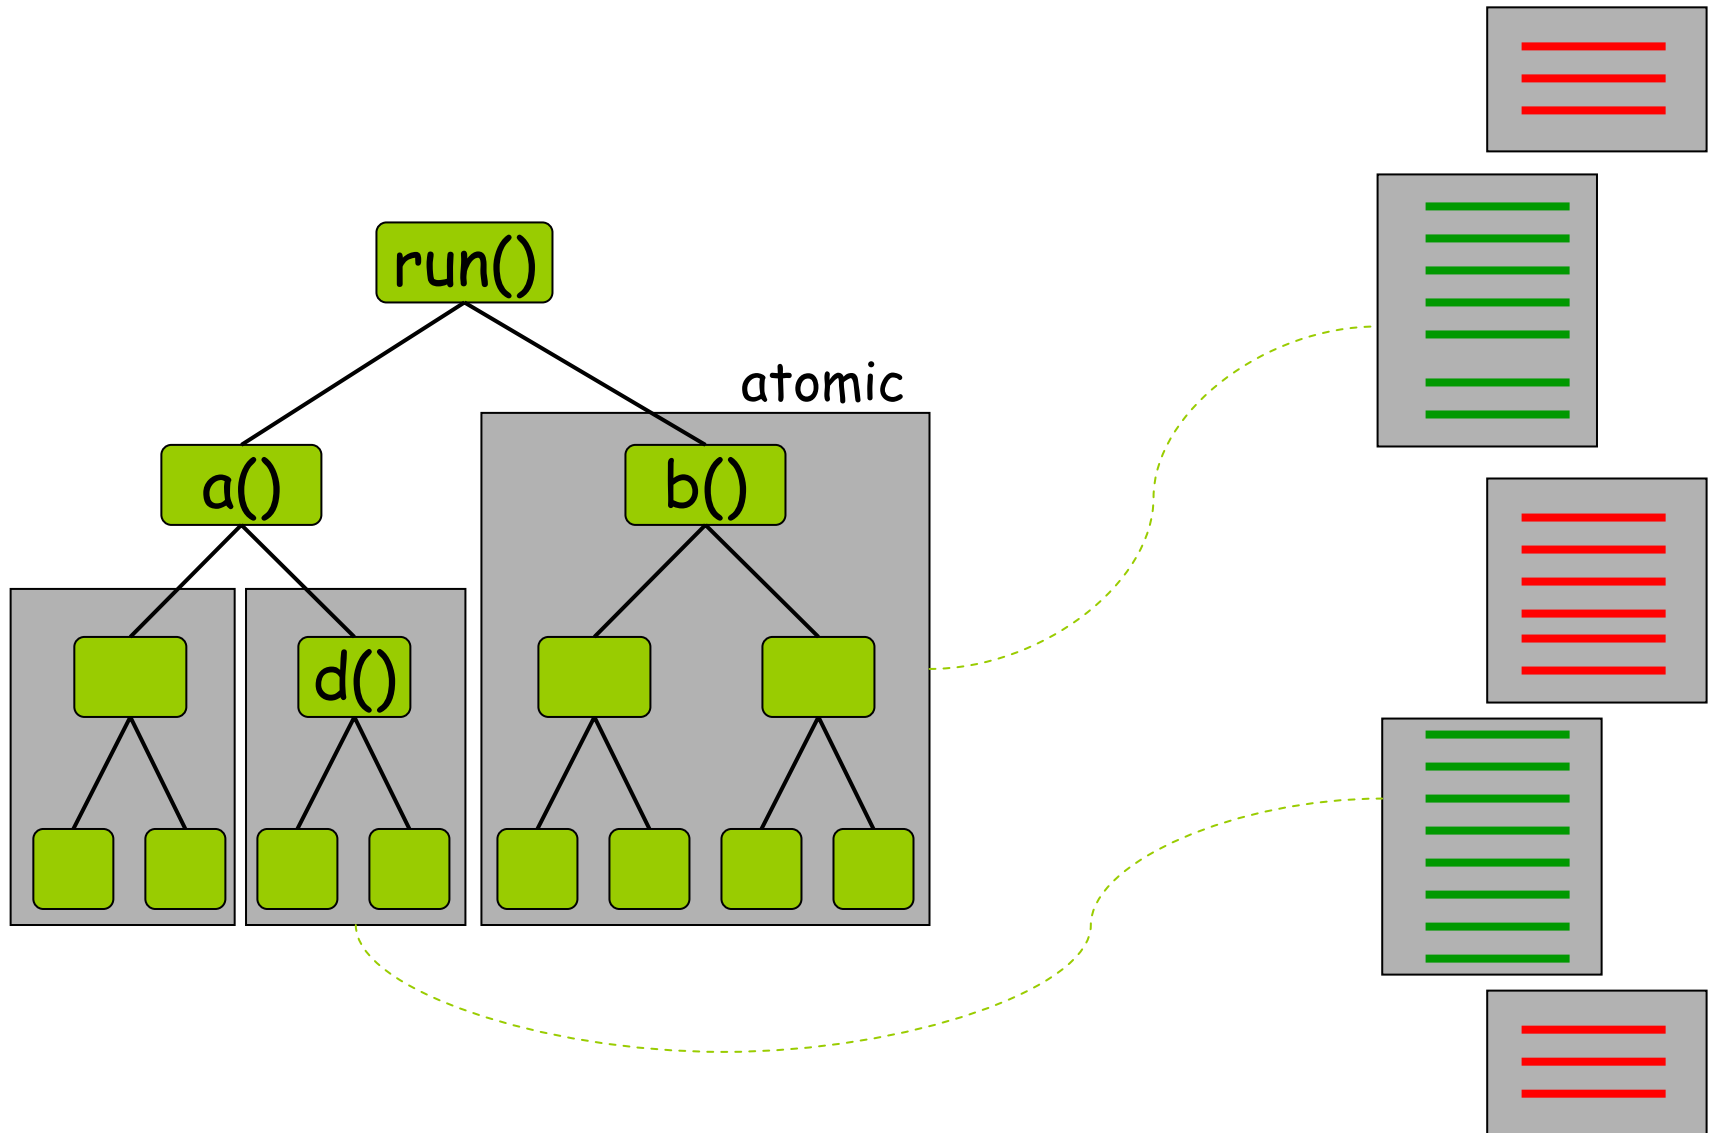 run()
atomic
a()
b()
d()